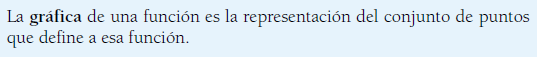 La gráfica de una función es la representación del conjunto de puntos
que define a esa función.